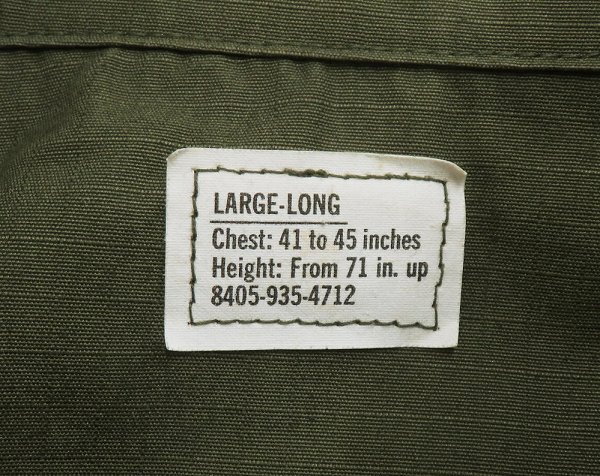 LARGE-LONG
Chest: 41 to 45 inches
Height: From 71 in. up
8405-935-4712